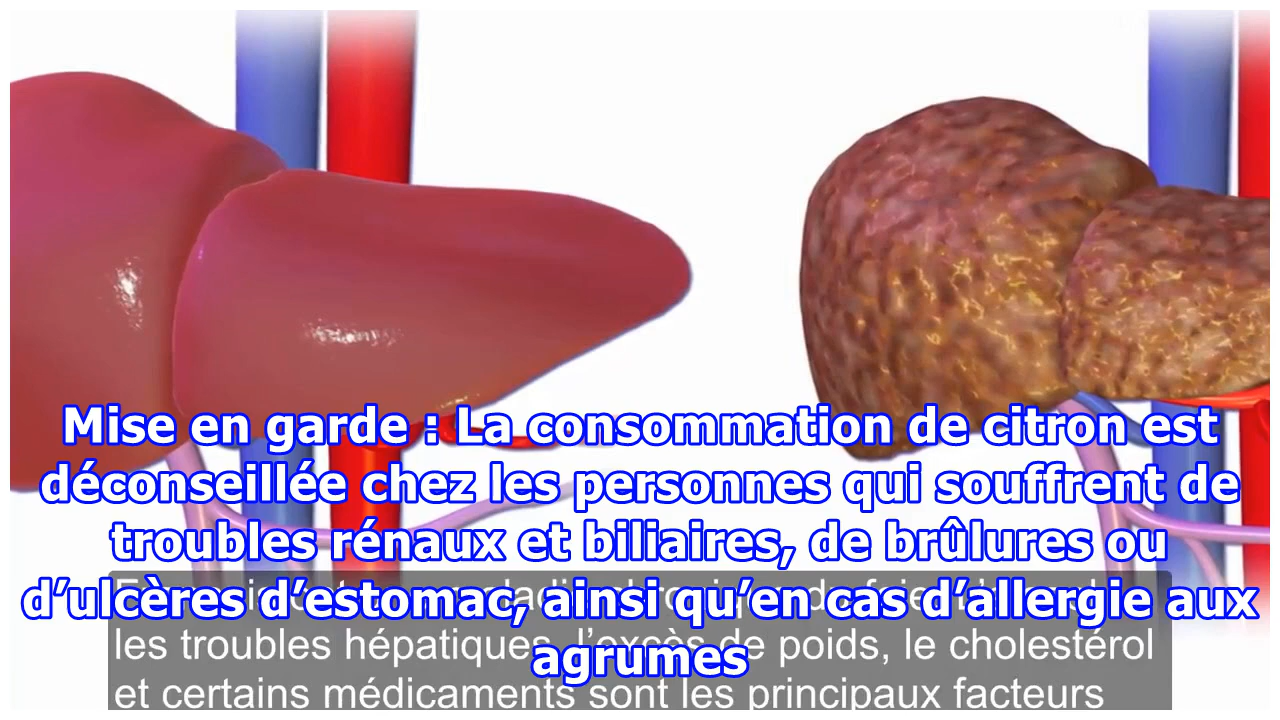 Mise en garde : La consommation de citron est
déconseillée chez les personnes qui souffrent de
troubles rénaux et biliaires, de brûlures ou
d’ulcères d’estomac, ainsi qu’en cas d’allergie aux
agrumes
les troubles hépatiques, l’excès de poids, le cholestérol
et certains médicaments sont les principaux facteurs